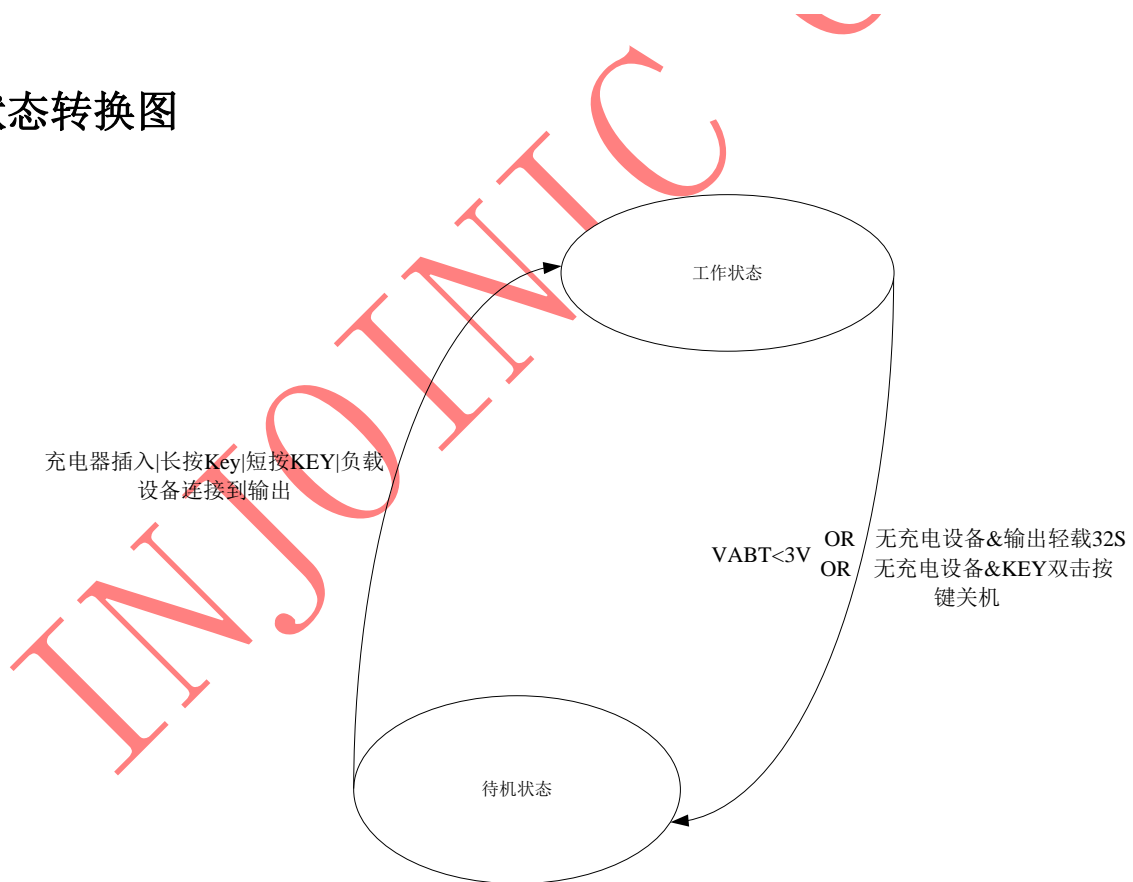 态转换图
工作状态
充电器插入|长按Key|短按KEY|负载
设备连接到输出
VABT<3V
OR 无充电设备&输出轻载32S
OR 无充电设备&KEY双击按
键关机
待机状态
INJOINIC C